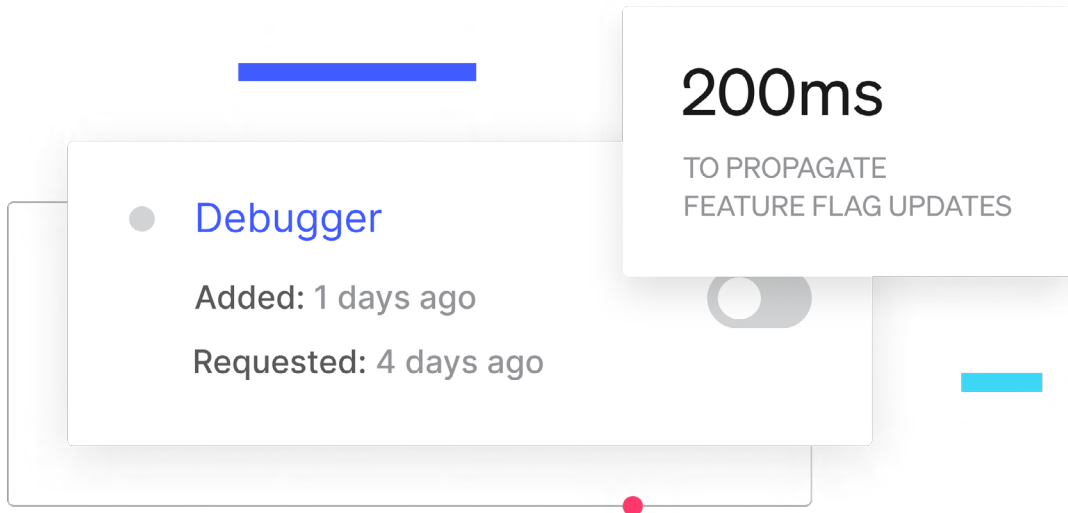 200ms
TO PROPAGATE
FEATURE FLAG UPDATES
Debugger
Added: 1 days ago
Requested: 4 days ago